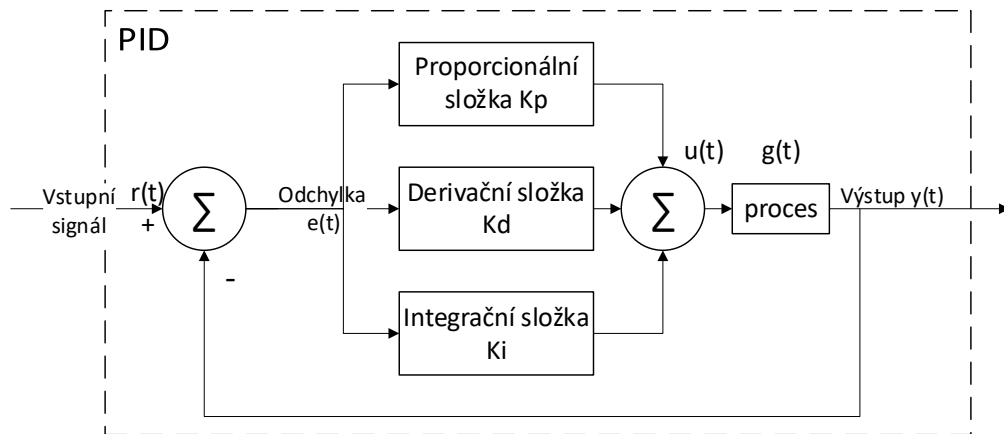 PID
Proporcionální
složka Kp
u(t)
g(t)
Vstupní
signál
r(t)
+
Σ
Odchylka
e(t)
Derivační složka
Kd
Σ
proces
Výstup y(t)
-
Integrační složka
Ki